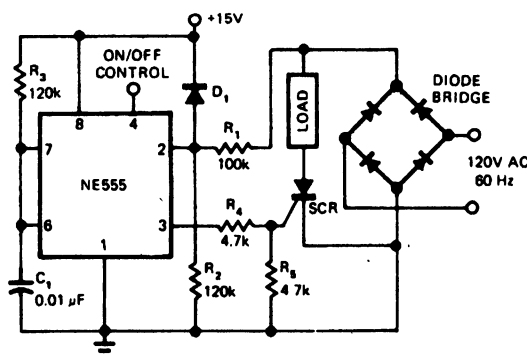 +15V
ON/OFF
CONTROL
R3
120k
D1
DIODE
BRIDGE
LOAD
8
4
R1
100k
7
2
NE555
120V AC
60 Hz
R4
4.7k
SCR
6
3
1
C1
0.01 µF
R2
120k
R5
4 7k